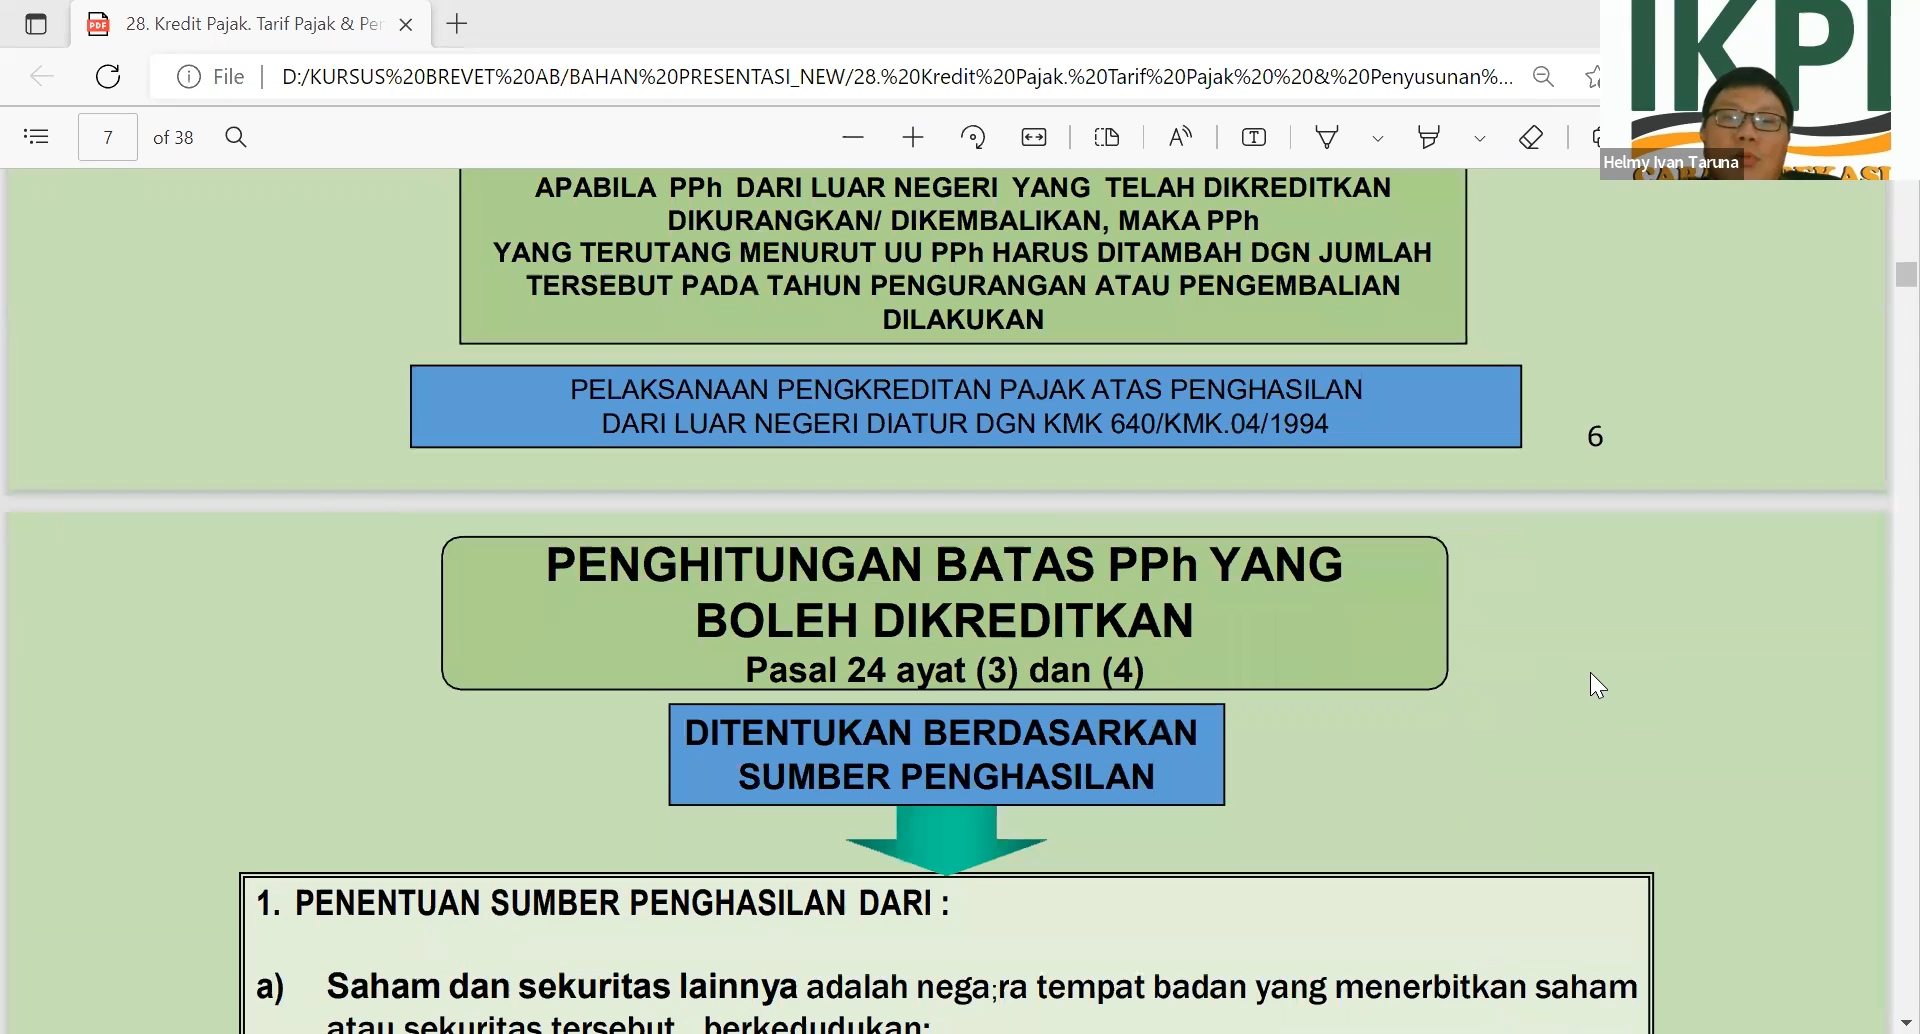 28. Kredit Pajak. Tarif Pajak & Per
File
D:/KURSUS%20BREVET%20AB/BAHAN%20PRESENTASI_NEW/28.%20Kredit%20Pajak.%20Tarif%20Pajak%20%20&%20Penyusunan%...
7 of 38
IKPI
Helmy Ivan Taruna
APABILA PPh DARI LUAR NEGERI YANG TELAH DIKREDITKAN
DIKURANGKAN/ DIKEMBALIKAN, MAKA PPh
YANG TERUTANG MENURUT UU PPh HARUS DITAMBAH DGN JUMLAH
TERSEBUT PADA TAHUN PENGURANGAN ATAU PENGEMBALIAN
DILAKUKAN
PELAKSANAAN PENGKREDITAN PAJAK ATAS PENGHASILAN
DARI LUAR NEGERI DIATUR DGN KMK 640/KMK.04/1994
6
PENGHITUNGAN BATAS PPh YANG
BOLEH DIKREDITKAN
Pasal 24 ayat (3) dan (4)
DITENTUKAN BERDASARKAN
SUMBER PENGHASILAN
1. PENENTUAN SUMBER PENGHASILAN DARI :
a) Saham dan sekuritas lainnya adalah nega;ra tempat badan yang menerbitkan saham
atau sekuritas tersebut berkedudukan;